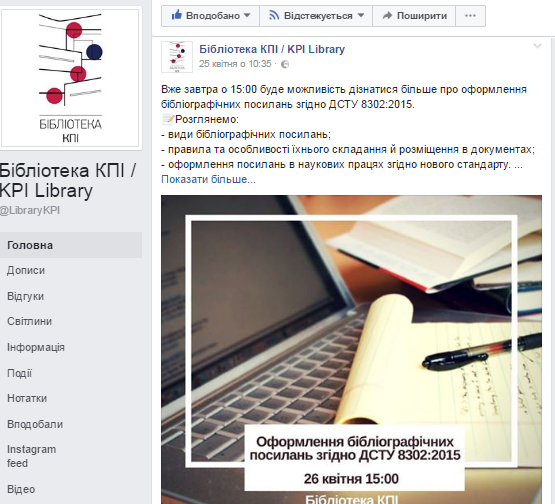 БІБЛІОТЕКА
КПІ
Бібліотека КПІ /
KPI Library
@LibraryKPI
Головна
Дописи
Відгуки
Світлини
Інформація
Події
Нотатки
Вподобали
Instagram
feed
Відео
Вподобано
Відстежується
Поширити
Бібліотека КПІ / KPI Library
25 квітня о 10:35 ·
Вже завтра о 15:00 буде можливість дізнатися більше про оформлення
бібліографічних посилань згідно ДСТУ 8302:2015.
📝Розглянемо:
- види бібліографічних посилань;
- правила та особливості їхнього складання й розміщення в документах;
- оформлення посилань в наукових працях згідно нового стандарту. ...
Показати більше...
Оформлення бібліографічних
посилань згідно ДСТУ 8302:2015
26 квітня 15:00
Бібліотека КПІ